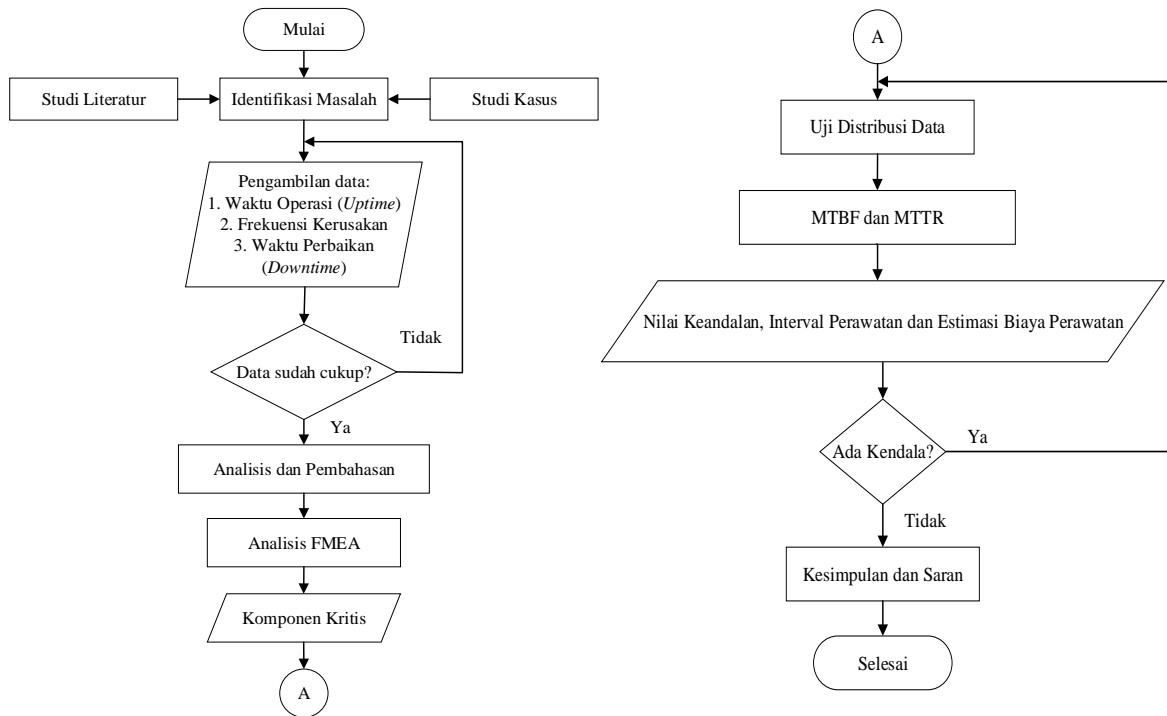 Mulai
Studi Literatur
Identifikasi Masalah
Studi Kasus
Pengambilan data:
1. Waktu Operasi (Uptime)
2. Frekuensi Kerusakan
3. Waktu Perbaikan
(Downtime)
Tidak
Data sudah cukup?
Ya
Analisis dan Pembahasan
Analisis FMEA
Komponen Kritis
A
A
Uji Distribusi Data
MTBF dan MTTR
Nilai Keandalan, Interval Perawatan dan Estimasi Biaya Perawatan
Ada Kendala?
Ya
Tidak
Kesimpulan dan Saran
Selesai